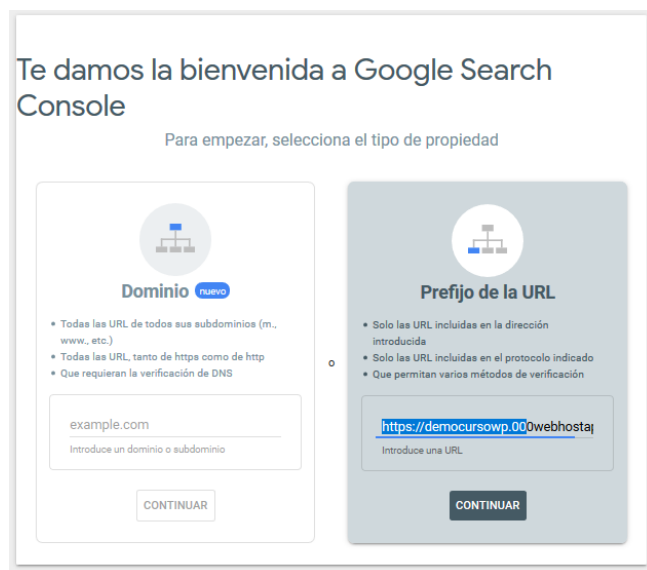 Te damos la bienvenida a Google Search
Console
Para empezar, selecciona el tipo de propiedad
Dominio nuevo
• Todas las URL de todos sus subdominios (m.,
www., etc.)
• Todas las URL, tanto de https como de http
• Que requieran la verificación de DNS
example.com
Introduce un dominio o subdominio
CONTINUAR
o
Prefijo de la URL
• Solo las URL incluidas en la dirección
introducida
• Solo las URL incluidas en el protocolo indicado
• Que permitan varios métodos de verificación
https://democursowp.000webhostap
Introduce una URL
CONTINUAR